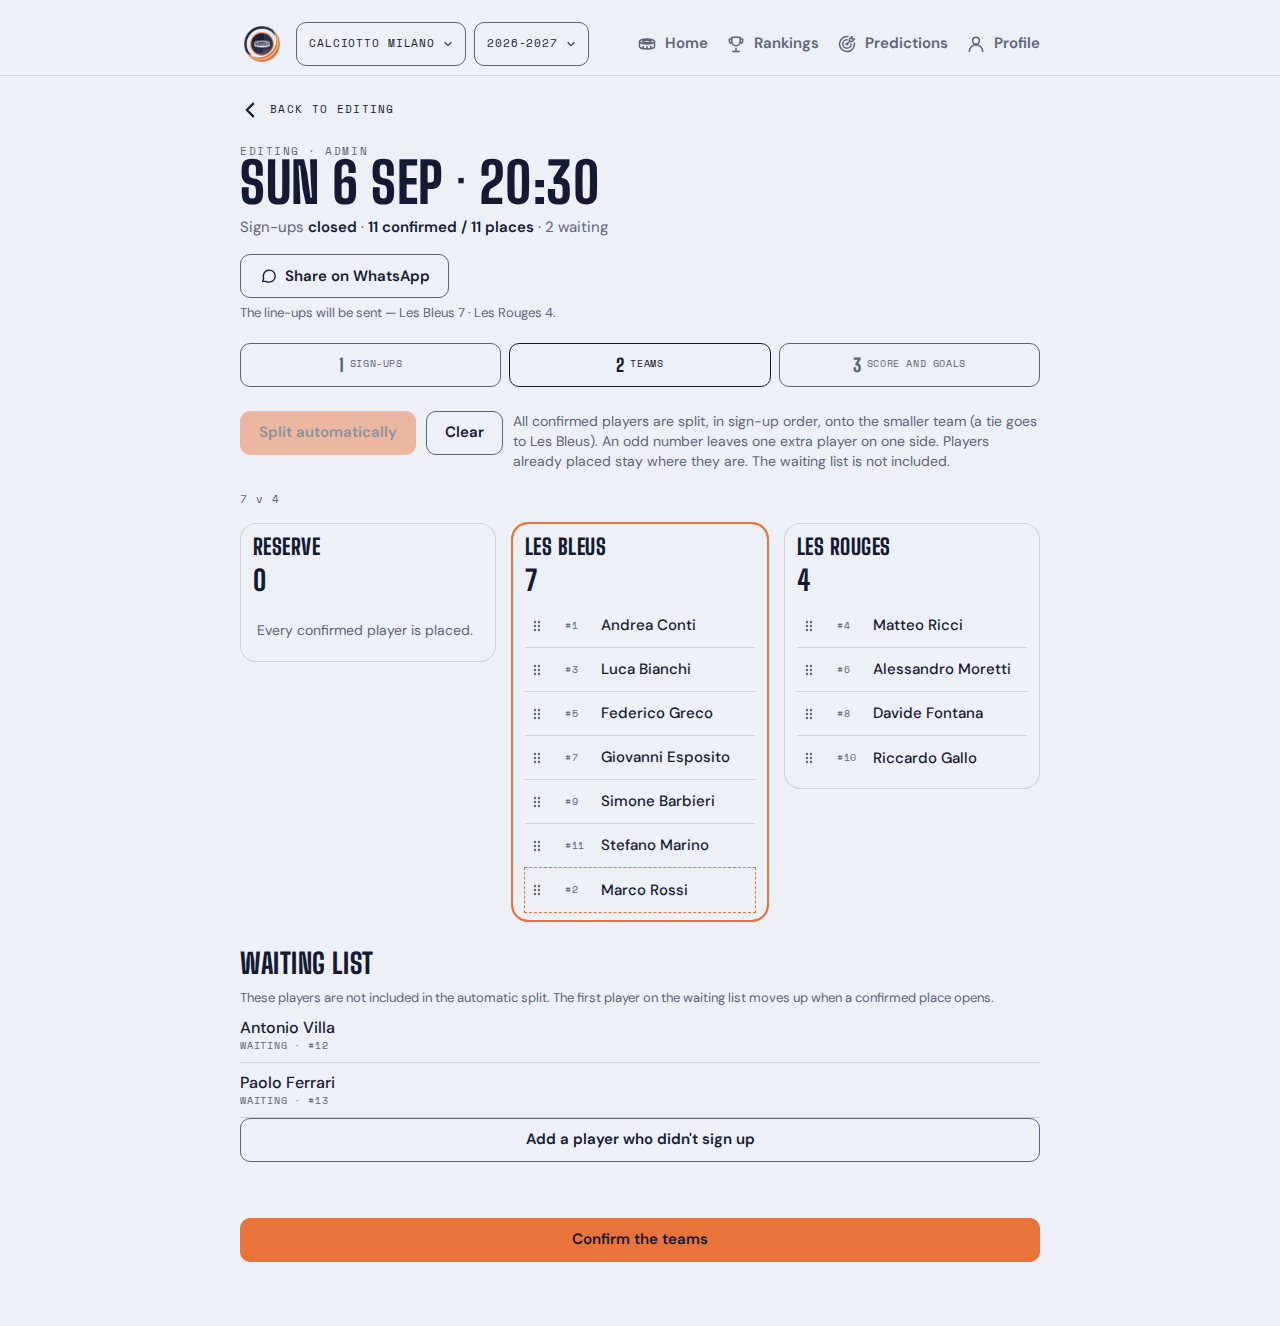 CALCIOTTO MILANO
2026-2027
Home
Rankings
Predictions
Profile
BACK TO EDITING
EDITING · ADMIN
SUN 6 SEP · 20:30
Sign-ups closed · 11 confirmed / 11 places · 2 waiting
Share on WhatsApp
The line-ups will be sent — Les Bleus 7 · Les Rouges 4.
1 SIGN-UPS
2 TEAMS
3 SCORE AND GOALS
Split automatically
Clear
All confirmed players are split, in sign-up order, onto the smaller team (a tie goes
to Les Bleus). An odd number leaves one extra player on one side. Players
already placed stay where they are. The waiting list is not included.
7 v 4
RESERVE
0
Every confirmed player is placed.
LES BLEUS
7
#1 Andrea Conti
#3 Luca Bianchi
#5 Federico Greco
#7 Giovanni Esposito
#9 Simone Barbieri
#11 Stefano Marino
#2 Marco Rossi
LES ROUGES
4
#4 Matteo Ricci
#6 Alessandro Moretti
#8 Davide Fontana
#10 Riccardo Gallo
WAITING LIST
These players are not included in the automatic split. The first player on the waiting list moves up when a confirmed place opens.
Antonio Villa
WAITING · #12
Paolo Ferrari
WAITING · #13
Add a player who didn't sign up
Confirm the teams